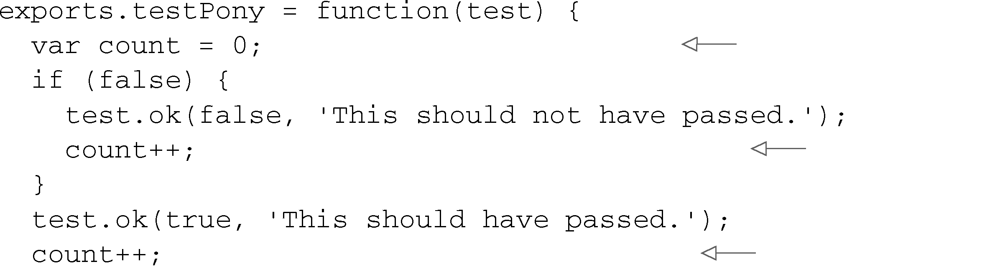 exports.testPony = function(test) {
  var count = 0;
  if (false) {
    test.ok(false, 'This should not have passed.');
    count++;
  }
  test.ok(true, 'This should have passed.');
  count++;